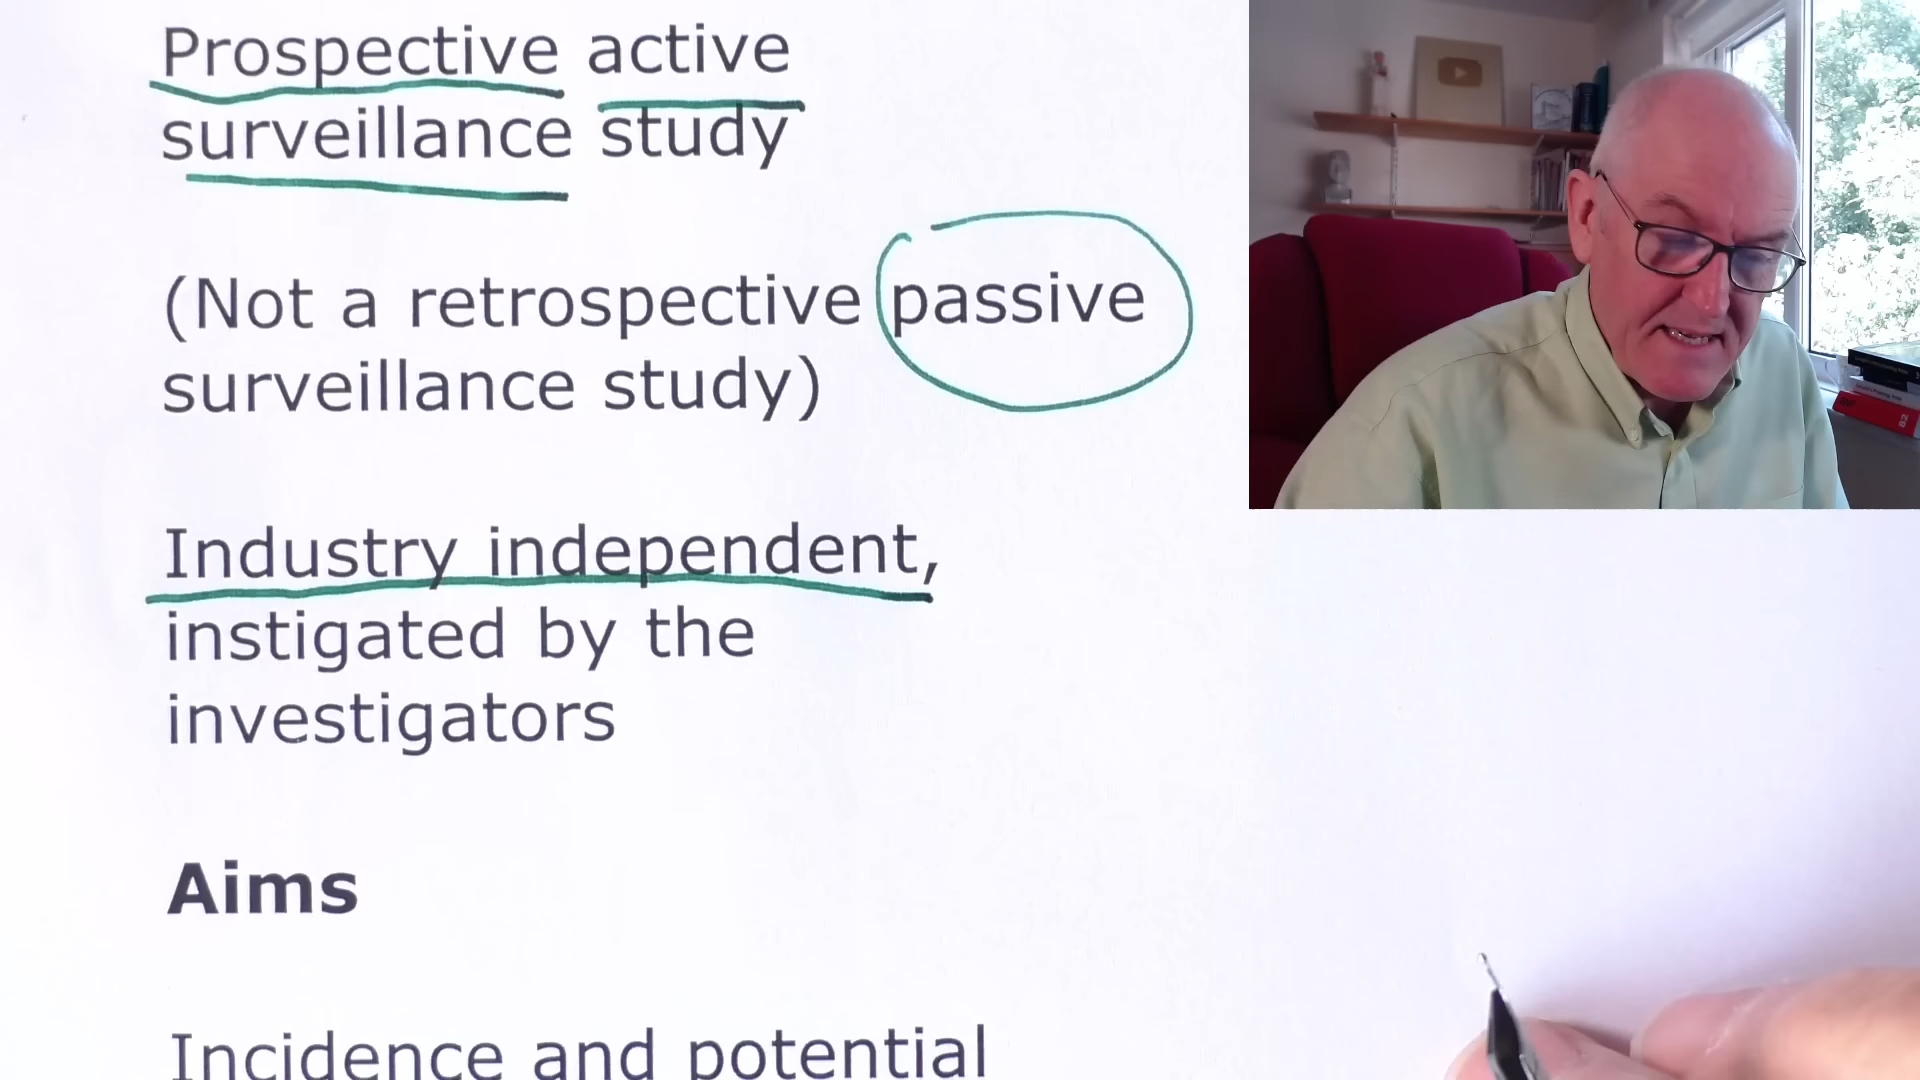 Prospective active
surveillance study
(Not a retrospective passive
surveillance study)
Industry independent,
instigated by the
investigators
Aims
Incidence and potential